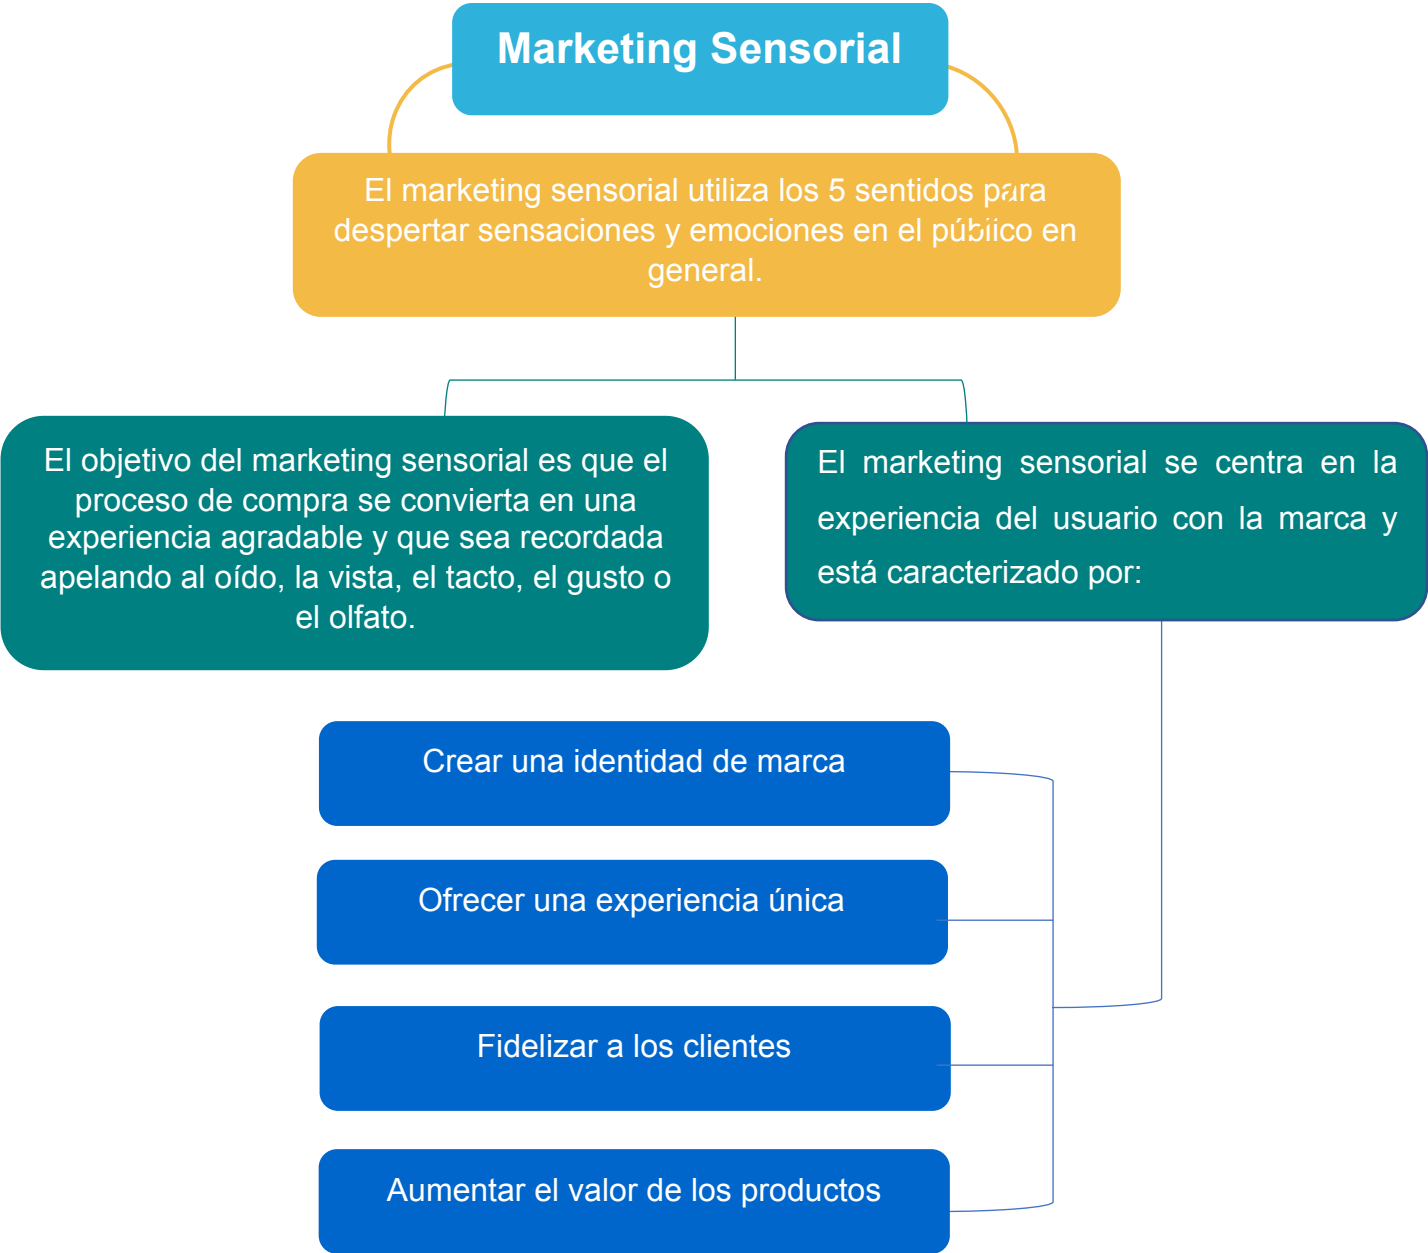 Marketing Sensorial
El marketing sensorial utiliza los 5 sentidos para
despertar sensaciones y emociones en el público en
general.
El objetivo del marketing sensorial es que el
proceso de compra se convierta en una
experiencia agradable y que sea recordada
apelando al oído, la vista, el tacto, el gusto o
el olfato.
El marketing sensorial se centra en la
experiencia del usuario con la marca y
está caracterizado por:
Crear una identidad de marca
Ofrecer una experiencia única
Fidelizar a los clientes
Aumentar el valor de los productos